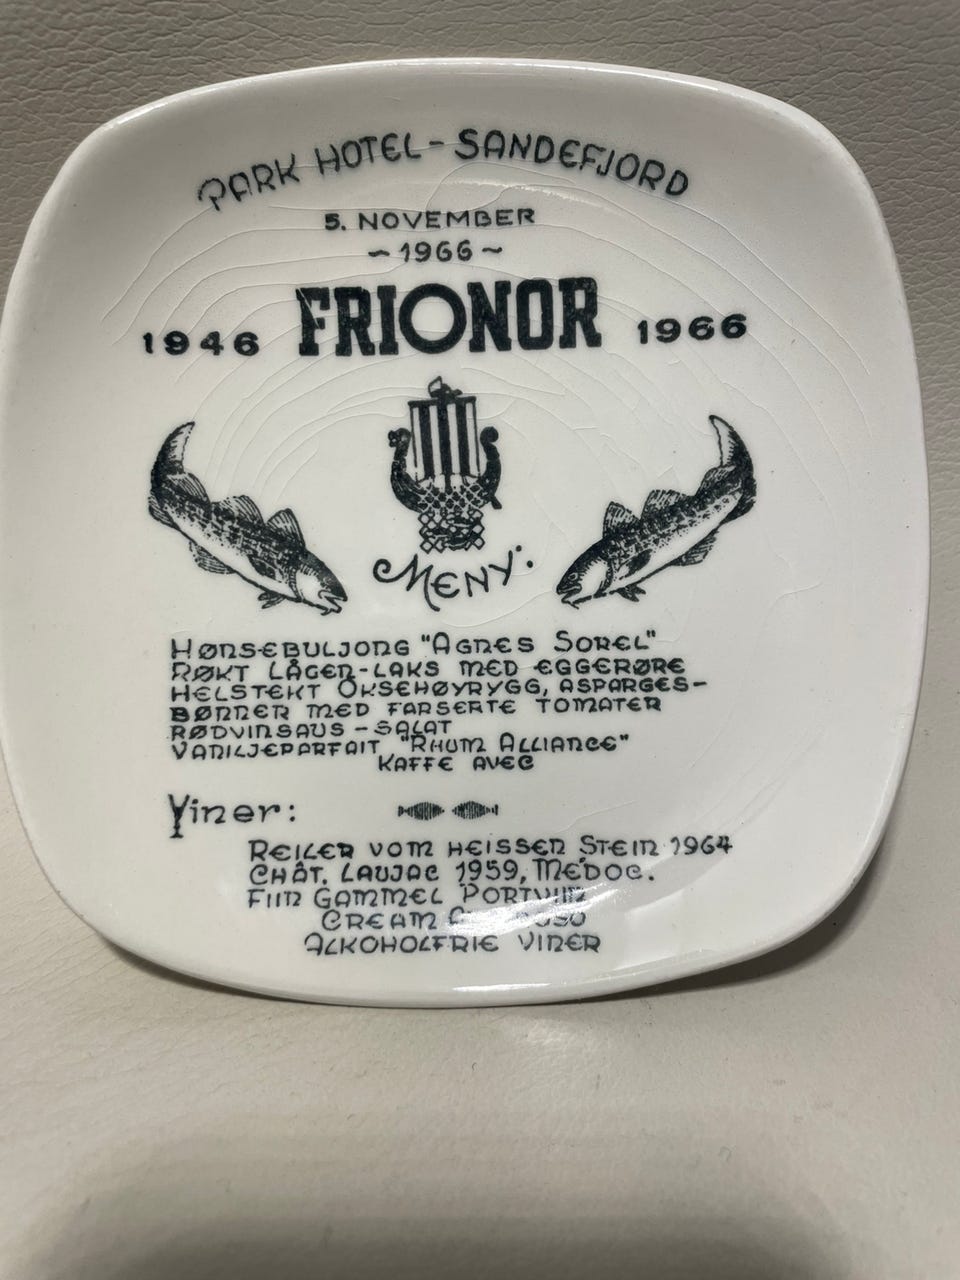 PARK HOTEL - SANDEFJORD
5. NOVEMBER
~ 1966 ~
1946 FRIONOR 1966
MENY:
HØNSEBULJONG "AGNES SOREL"
RØKT LÅGEN-LAKS MED EGGERØRE
HELSTEKT OKSEHØYRYGG, ASPARGES-
BØNNER MED FARSERTE TOMATER
RØDVINSAUS - SALAT
VANILJEPARFAIT "RHUM ALLIANCE"
KAFFE AVEC
Viner:
REILER VOM HEISSEN STEIN 1964
CHÂT. LAUJAC 1959, MÉDOC.
FIIN GAMMEL PORTVIIN
CREAM
ALKOHOLFRIE VINER